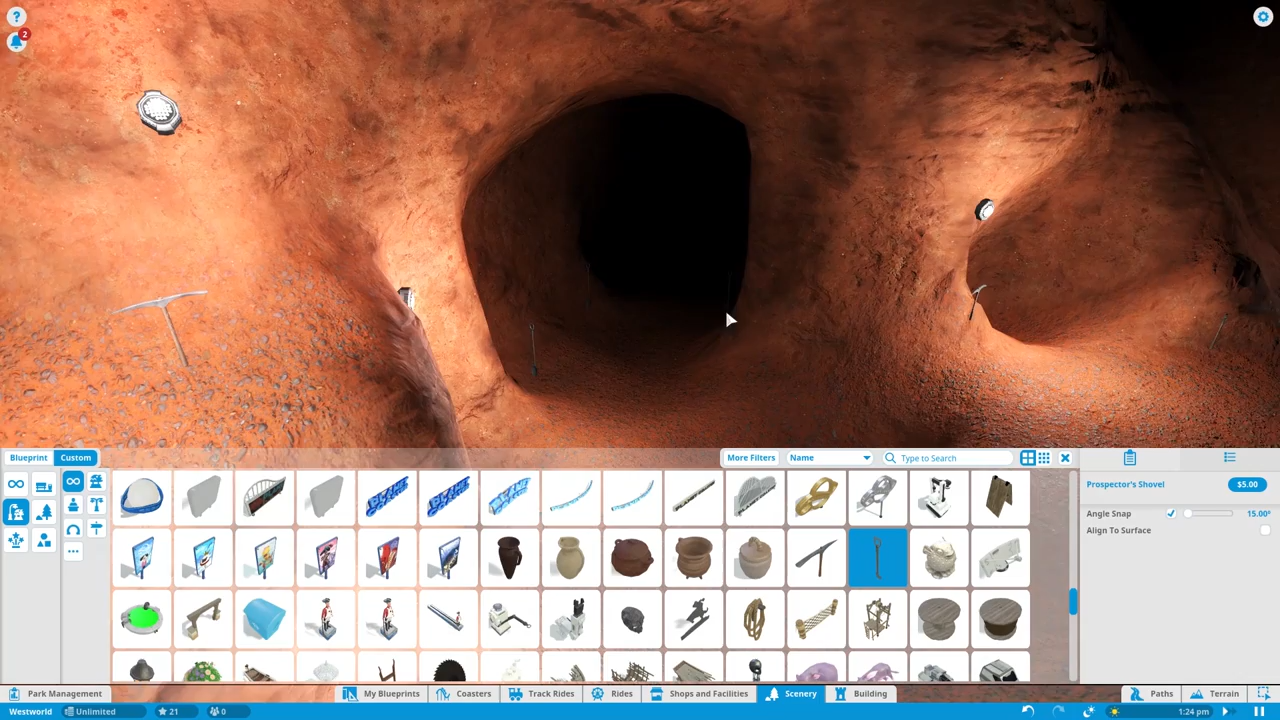 ?
2
Blueprint
Custom
More Filters
Name
Type to Search
Prospector's Shovel
$5.00
Angle Snap
15.00°
Align To Surface
Park Management
My Blueprints
Coasters
Track Rides
Rides
Shops and Facilities
Scenery
Building
Paths
Terrain
Westworld
Unlimited
21
0
1:24 pm